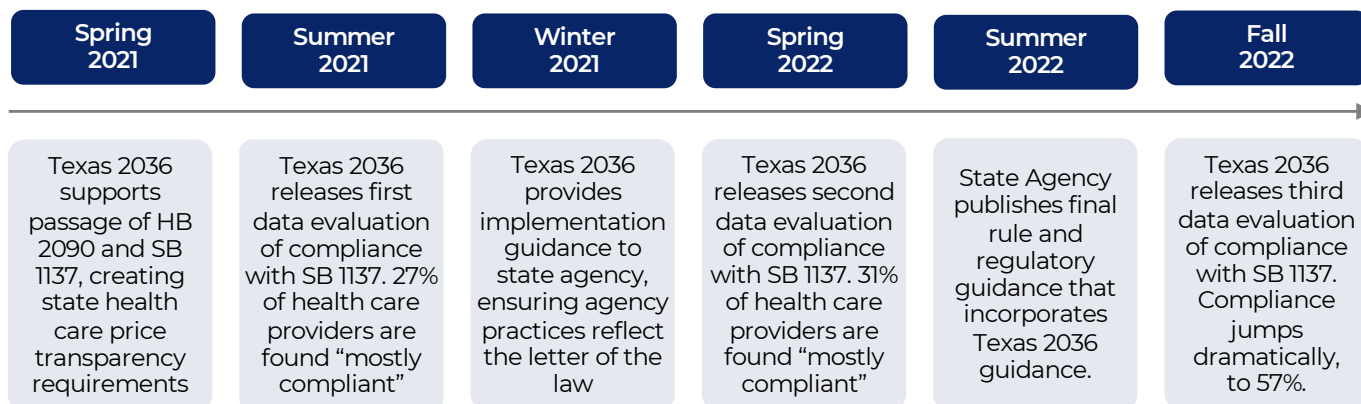 Spring
2021
Summer
2021
Winter
2021
Spring
2022
Summer
2022
Fall
2022
Texas 2036
supports
passage of HB
2090 and SB
1137, creating
state health
care price
transparency
requirements
Texas 2036
releases first
data evaluation
of compliance
with SB 1137. 27%
of health care
providers are
found “mostly
compliant”
Texas 2036
provides
implementation
guidance to
state agency,
ensuring agency
practices reflect
the letter of the
law
Texas 2036
releases second
data evaluation
of compliance
with SB 1137. 31%
of health care
providers are
found “mostly
compliant”
State Agency
publishes final
rule and
regulatory
guidance that
incorporates
Texas 2036
guidance.
Texas 2036
releases third
data evaluation
of compliance
with SB 1137.
Compliance
jumps
dramatically,
to 57%.